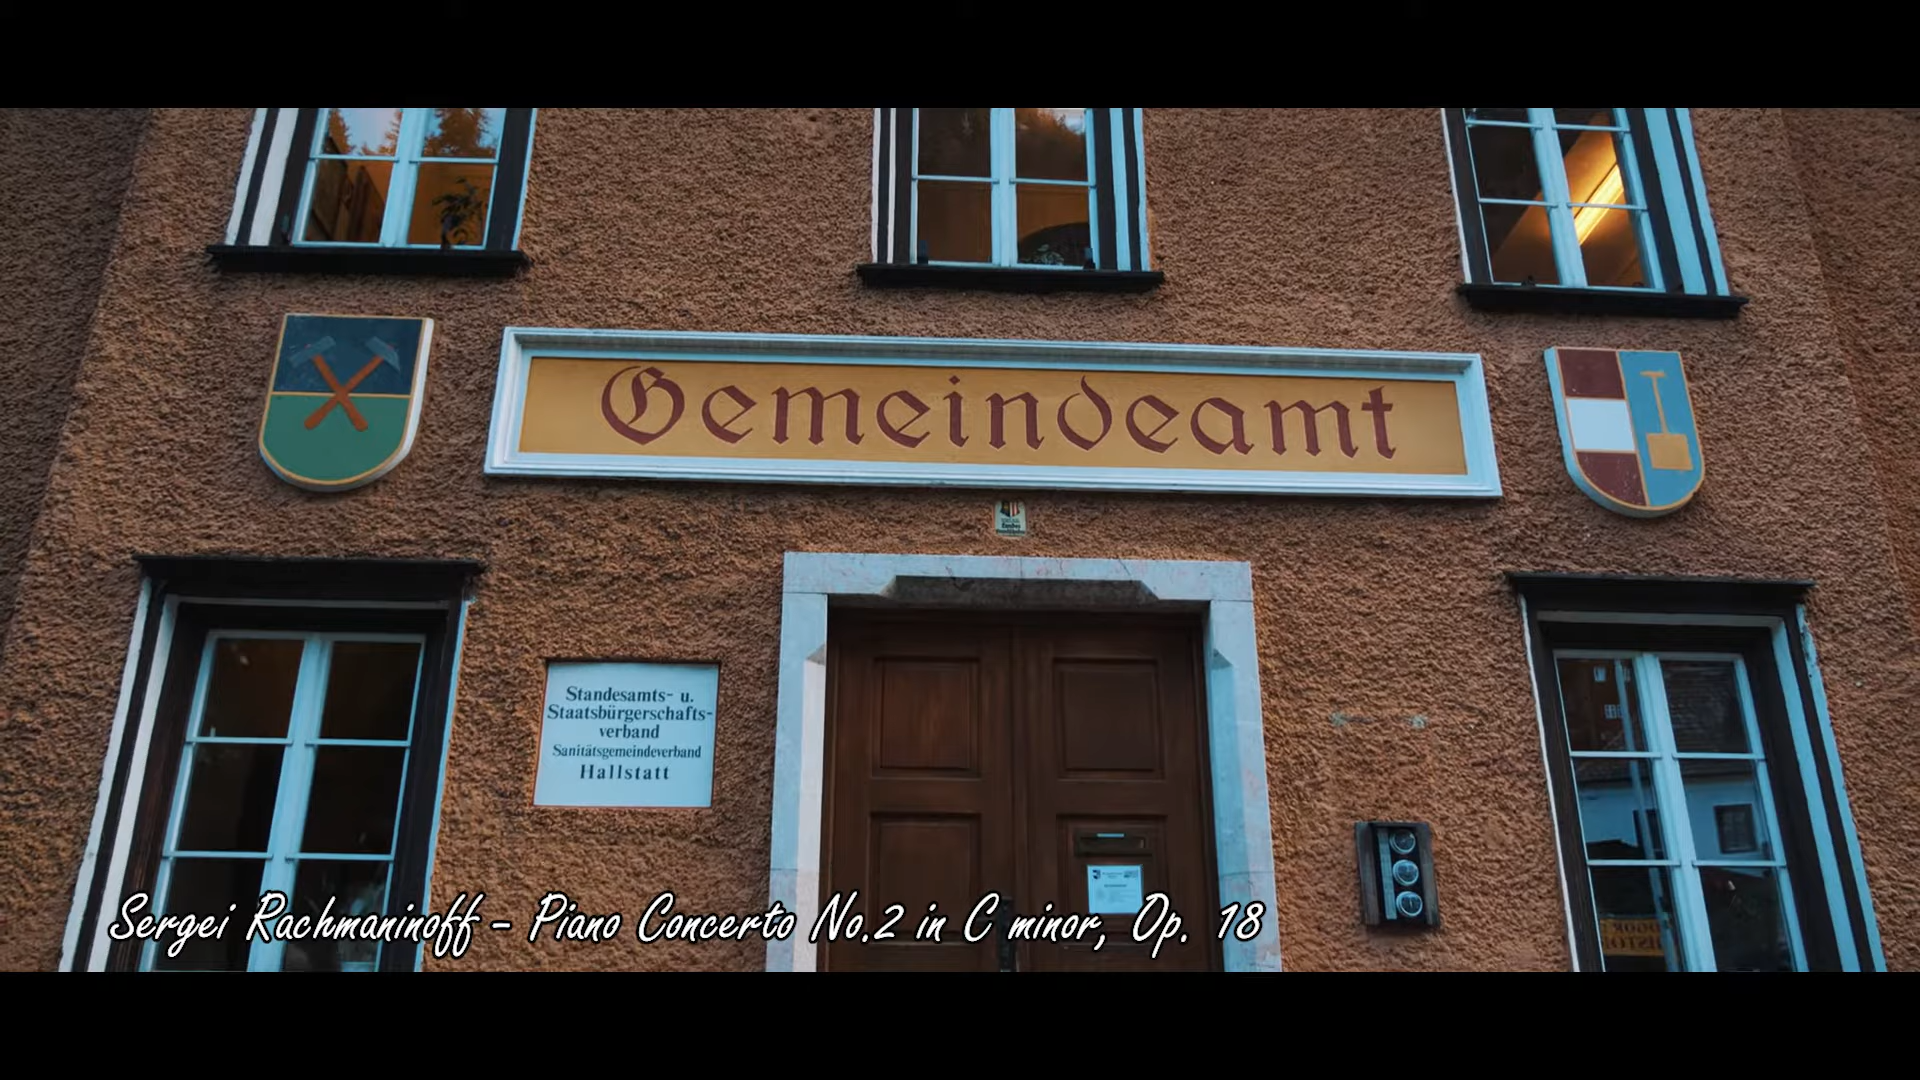 Gemeindeamt
Standesamts- u.
Staatsbürgerschafts-
verband
Sanitätsgemeindeverband
Hallstatt
Sergei Rachmaninoff - Piano Concerto No.2 in C minor, Op. 18